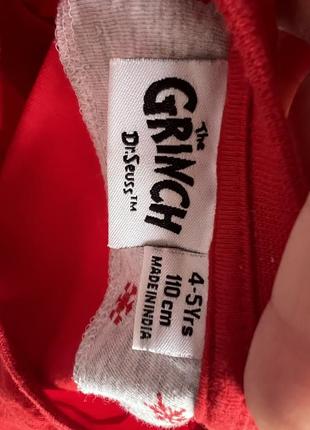 The
GRINCH
Dr. Seuss™
4-5Yrs
110 cm
MADE IN INDIA